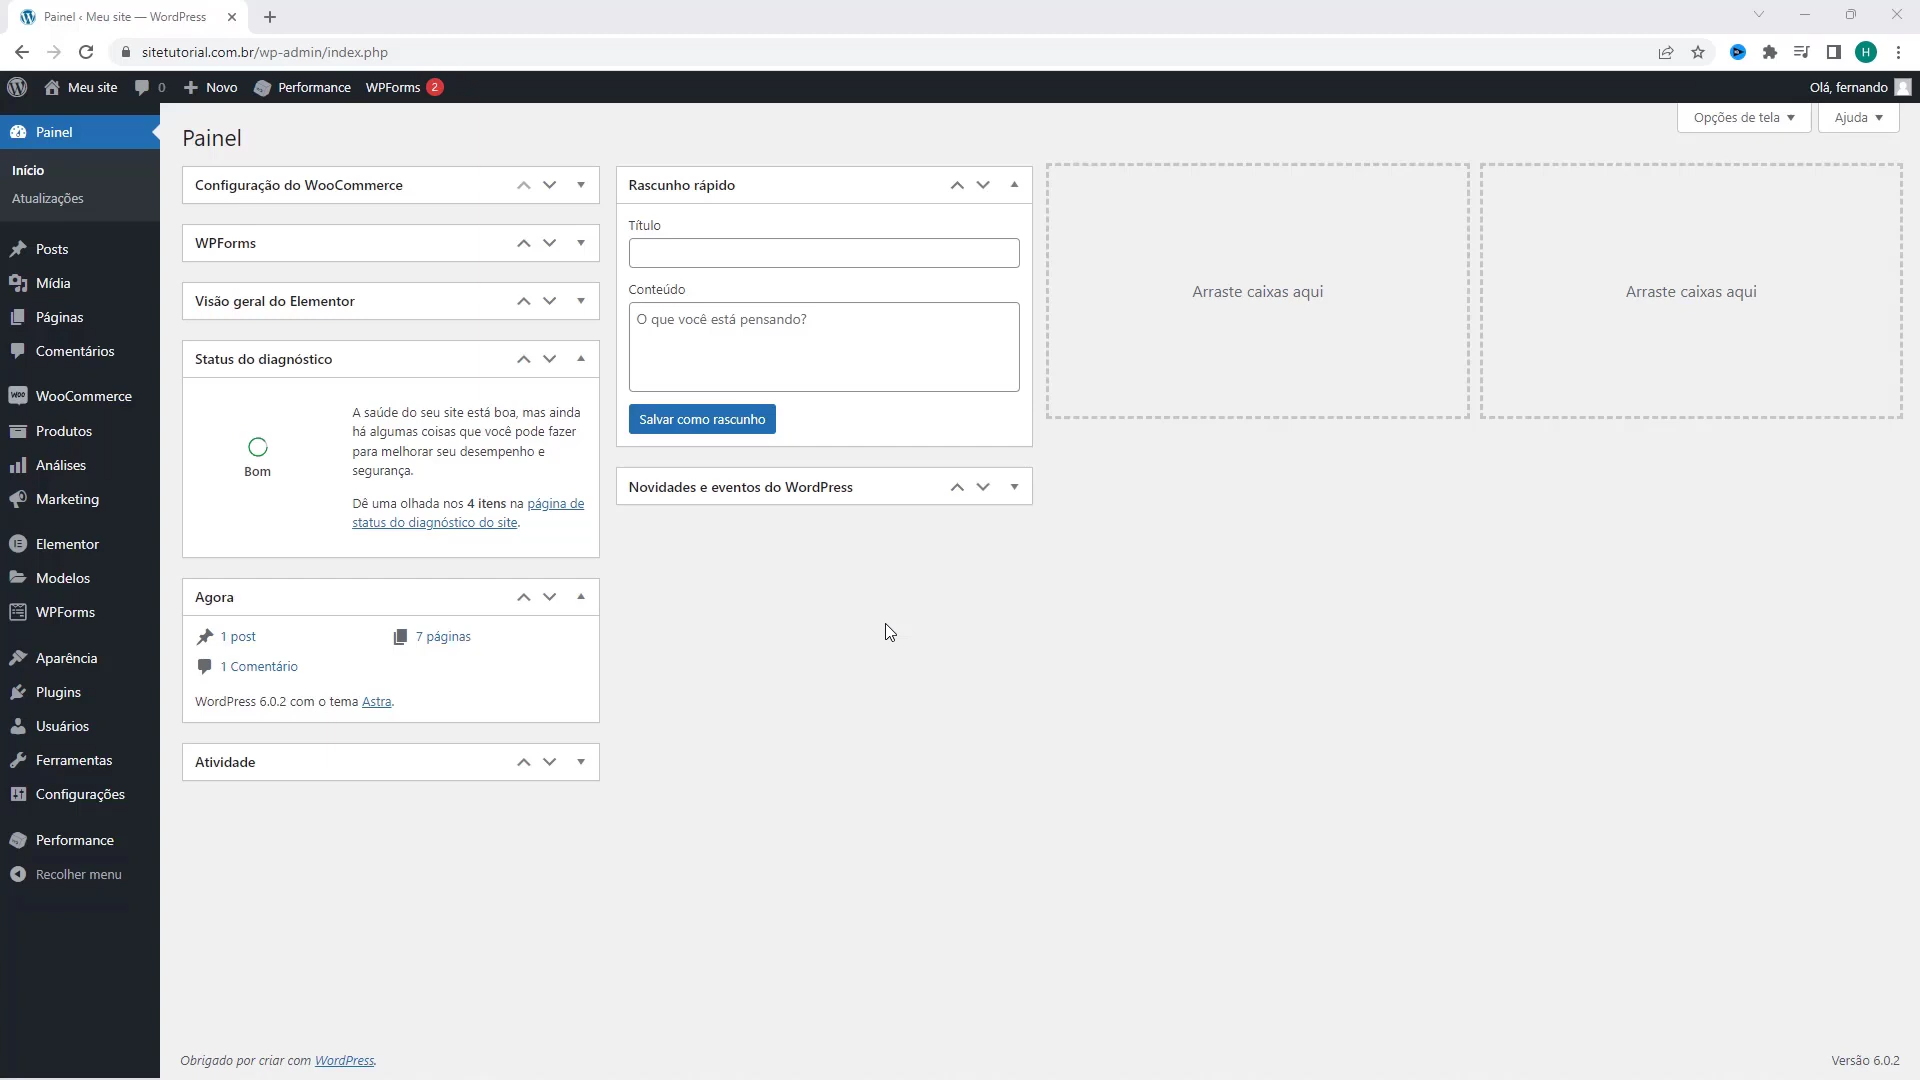 Painel ‹ Meu site — WordPress
sitetutorial.com.br/wp-admin/index.php
H
Meu site
0
Novo
Performance
WPForms 2
Olá, fernando
Opções de tela
Ajuda
Painel
Início
Atualizações
Posts
Mídia
Páginas
Comentários
WooCommerce
Produtos
Análises
Marketing
Elementor
Modelos
WPForms
Aparência
Plugins
Usuários
Ferramentas
Configurações
Performance
Recolher menu
Painel
Configuração do WooCommerce
WPForms
Visão geral do Elementor
Status do diagnóstico
Bom
A saúde do seu site está boa, mas ainda
há algumas coisas que você pode fazer
para melhorar seu desempenho e
segurança.
Dê uma olhada nos 4 itens na página de
status do diagnóstico do site.
Agora
1 post
7 páginas
1 Comentário
WordPress 6.0.2 com o tema Astra.
Atividade
Rascunho rápido
Título
Conteúdo
O que você está pensando?
Salvar como rascunho
Novidades e eventos do WordPress
Arraste caixas aqui
Arraste caixas aqui
Obrigado por criar com WordPress.
Versão 6.0.2